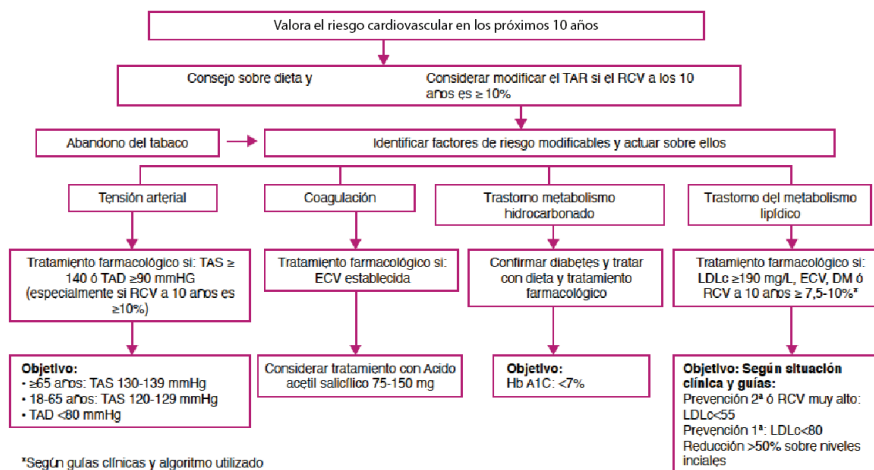 Valora el riesgo cardiovascular en los próximos 10 años
Consejo sobre dieta y
Considerar modificar el TAR si el RCV a los 10
años es ≥10%
Abandono del tabaco
Identificar factores de riesgo modificables y actuar sobre ellos
Tensión arterial
Coagulación
Trastorno metabolismo
hidrocarbonado
Trastorno del metabolismo
lipídico
Tratamiento farmacológico si: TAS ≥
140 ó TAD ≥90 mmHG
(especialmente si RCV a 10 años es
≥10%)
Tratamiento farmacológico si:
ECV establecida
Confirmar diabetes y tratar
con dieta y tratamiento
farmacológico
Tratamiento farmacológico si:
LDLc ≥190 mg/L, ECV, DM ó
RCV a 10 años ≥ 7,5-10%*
Objetivo:
• ≥65 años: TAS 130-139 mmHg
• 18-65 años: TAS 120-129 mmHg
• TAD <80 mmHg
Considerar tratamiento con Acido
acetil salicílico 75-150 mg
Objetivo:
Hb A1C: <7%
Objetivo: Según situación
clínica y guías:
Prevención 2ª ó RCV muy alto:
LDLc<55
Prevención 1ª: LDLc<80
Reducción >50% sobre niveles
inciales
*Según guías clínicas y algoritmo utilizado